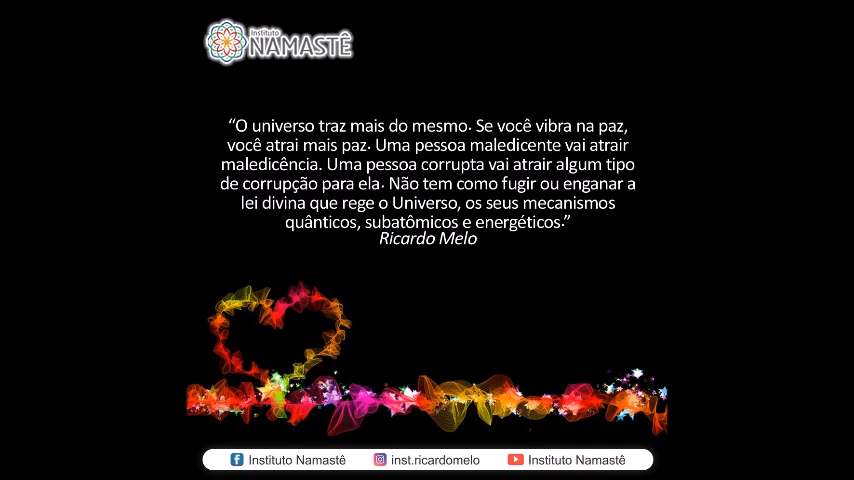 Instituto
NAMASTÊ
“O universo traz mais do mesmo. Se você vibra na paz,
você atrai mais paz. Uma pessoa maledicente vai atrair
maledicência. Uma pessoa corrupta vai atrair algum tipo
de corrupção para ela. Não tem como fugir ou enganar a
lei divina que rege o Universo, os seus mecanismos
quânticos, subatômicos e energéticos.”
Ricardo Melo
Instituto Namastê inst.ricardomelo Instituto Namastê